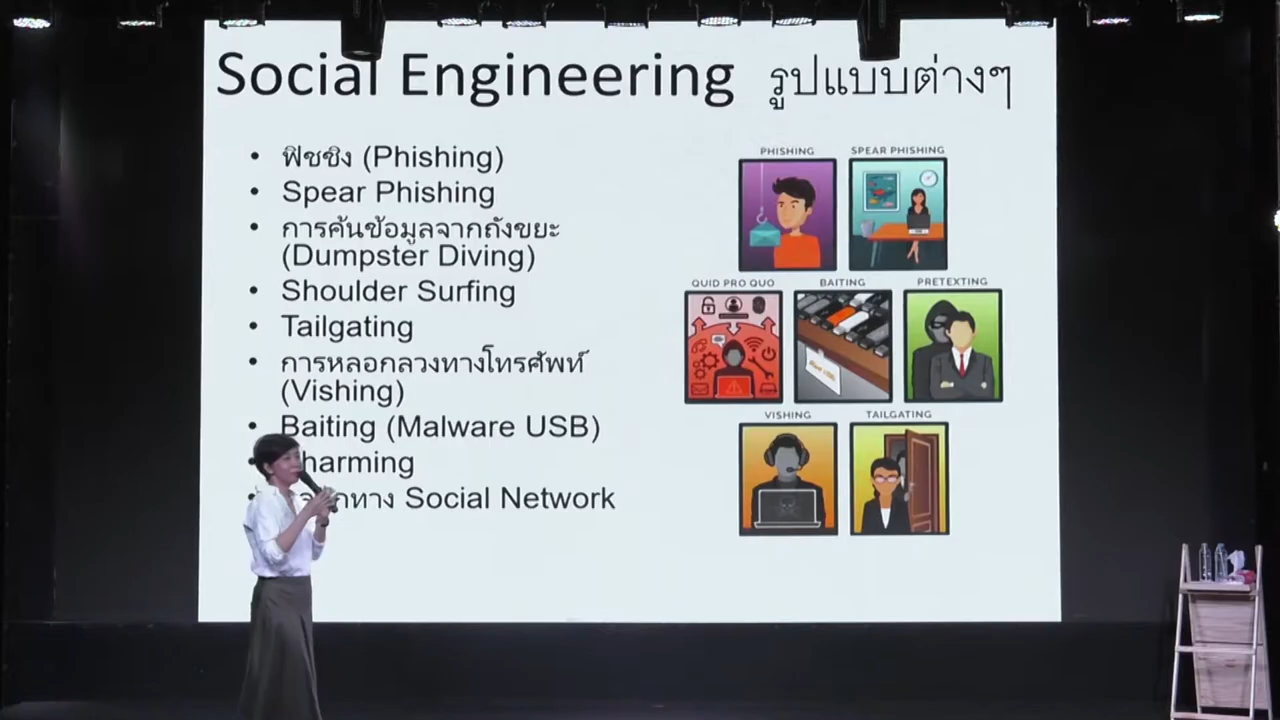 Social Engineering รูปแบบต่างๆ
• ฟิชชิง (Phishing)
• Spear Phishing
• การค้นข้อมูลจากถังขยะ
(Dumpster Diving)
• Shoulder Surfing
• Tailgating
• การหลอกลวงทางโทรศัพท์
(Vishing)
• Baiting (Malware USB)
harming
ทาง Social Network
PHISHING
SPEAR PHISHING
QUID PRO QUO
BAITING
PRETEXTING
VISHING
TAILGATING